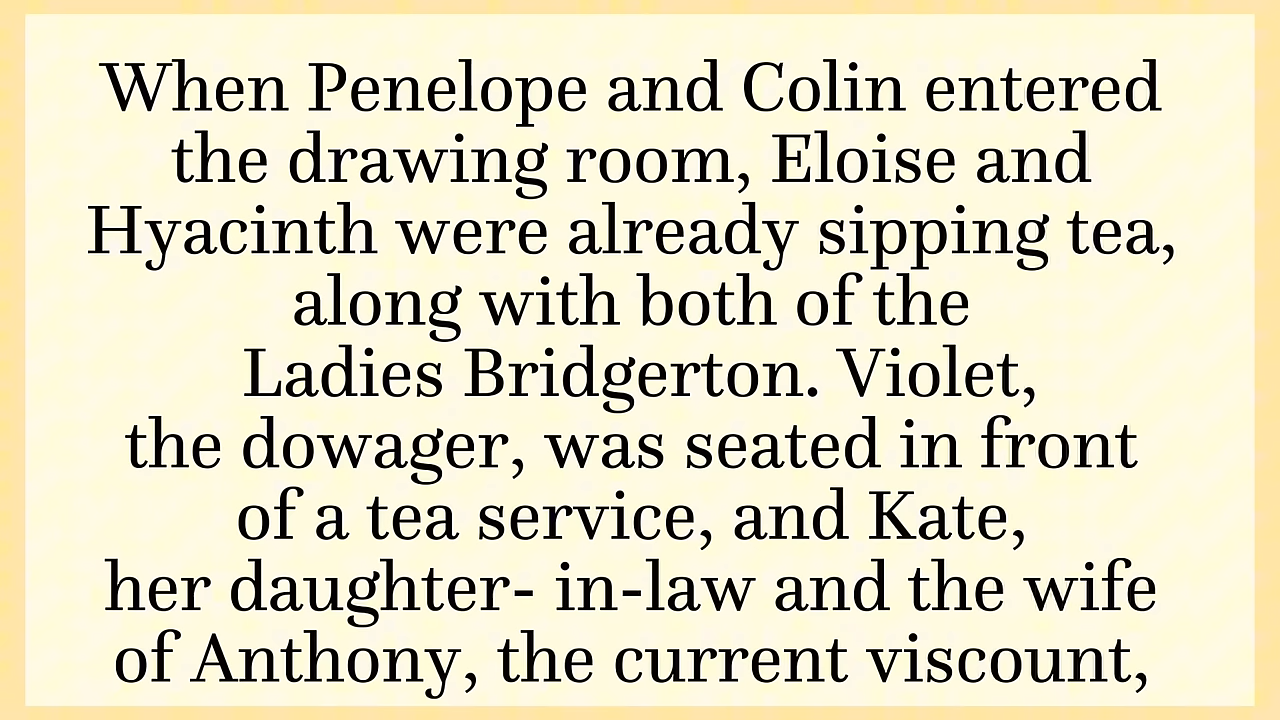 When Penelope and Colin entered
the drawing room, Eloise and
Hyacinth were already sipping tea,
along with both of the
Ladies Bridgerton. Violet,
the dowager, was seated in front
of a tea service, and Kate,
her daughter- in-law and the wife
of Anthony, the current viscount,